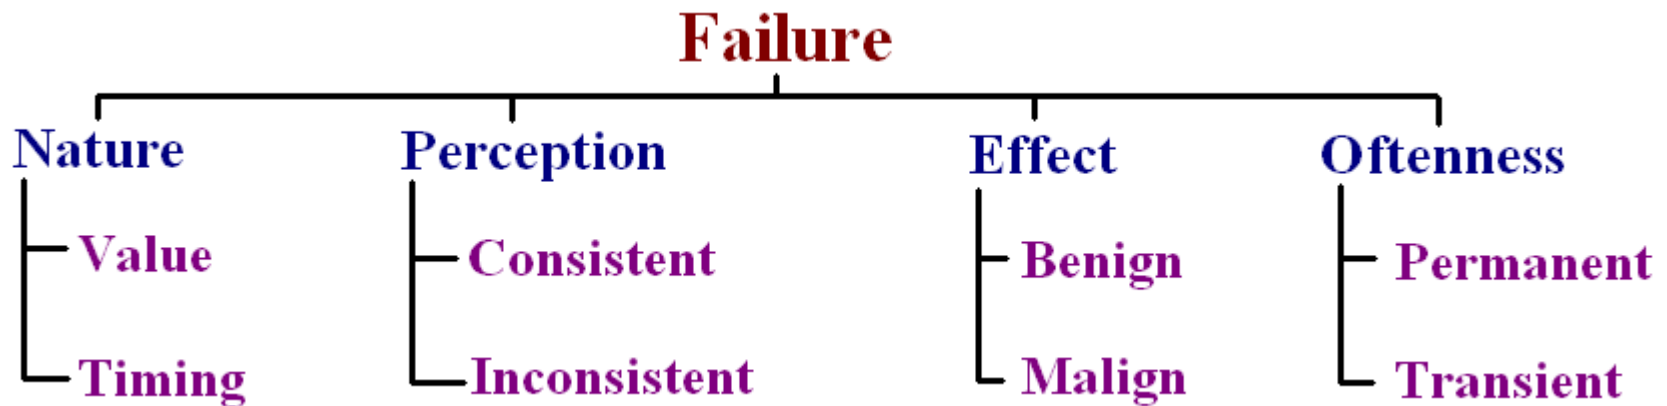 Failure
Nature Perception Effect Oftenness
Value Consistent Benign Permanent
Timing Inconsistent Malign Transient